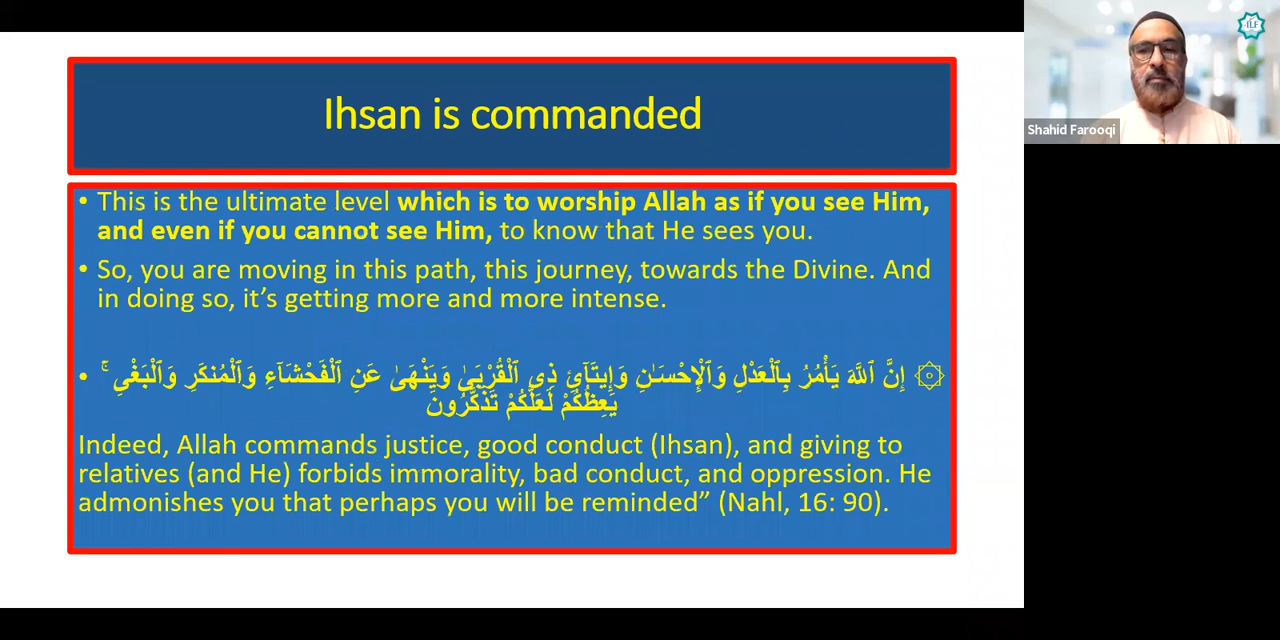 Ihsan is commanded
• This is the ultimate level which is to worship Allah as if you see Him,
and even if you cannot see Him, to know that He sees you.
• So, you are moving in this path, this journey, towards the Divine. And
in doing so, it’s getting more and more intense.
• ۞ إِنَّ ٱللَّهَ يَأْمُرُ بِٱلْعَدْلِ وَٱلْإِحْسَـٰنِ وَإِيتَآئِ ذِى ٱلْقُرْبَىٰ وَيَنْهَىٰ عَنِ ٱلْفَحْشَآءِ وَٱلْمُنكَرِ وَٱلْبَغْىِ ۚ
يَعِظُكُمْ لَعَلَّكُمْ تَذَكَّرُونَ
Indeed, Allah commands justice, good conduct (Ihsan), and giving to
relatives (and He) forbids immorality, bad conduct, and oppression. He
admonishes you that perhaps you will be reminded” (Nahl, 16: 90).
ILF
Shahid Farooqi